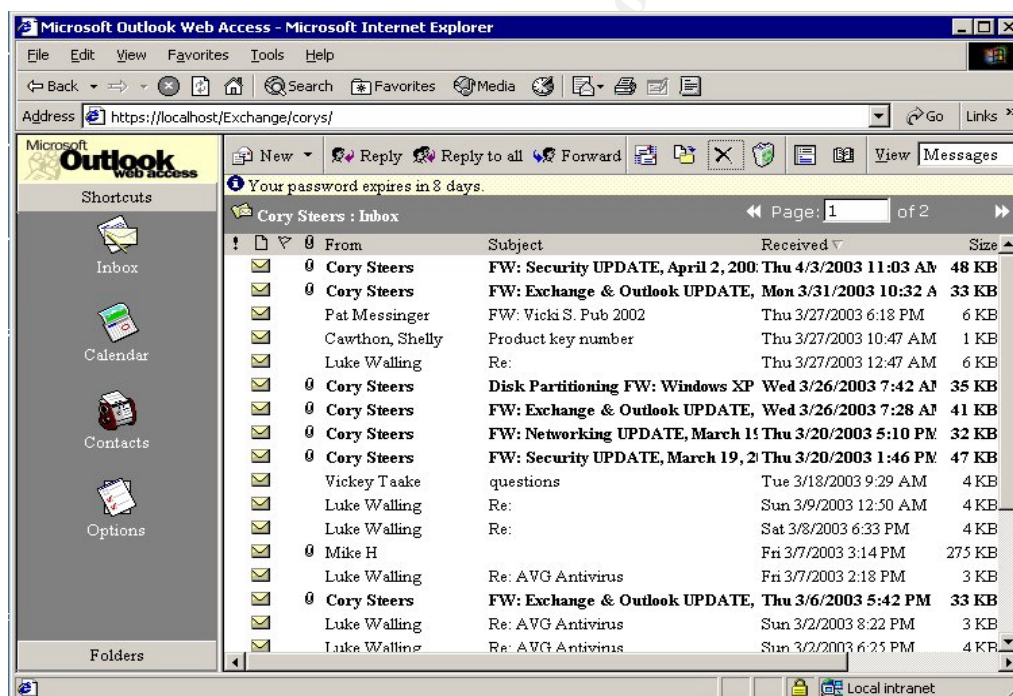 Microsoft Outlook Web Access - Microsoft Internet Explorer
File Edit View Favorites Tools Help
Back Search Favorites Media
Address https://localhost/Exchange/corys/ Go Links »
Microsoft Outlook web access
New Reply Reply to all Forward View Messages
Shortcuts
Your password expires in 8 days.
Cory Steers : Inbox Page: 1 of 2
! From Subject Received Size
Cory Steers FW: Security UPDATE, April 2, 200 Thu 4/3/2003 11:03 AM 48 KB
Cory Steers FW: Exchange & Outlook UPDATE, Mon 3/31/2003 10:32 A 33 KB
Pat Messinger FW: Vicki S. Pub 2002 Thu 3/27/2003 6:18 PM 6 KB
Cawthon, Shelly Product key number Thu 3/27/2003 10:47 AM 1 KB
Luke Walling Re: Thu 3/27/2003 12:47 AM 6 KB
Cory Steers Disk Partitioning FW: Windows XP Wed 3/26/2003 7:42 AM 35 KB
Cory Steers FW: Exchange & Outlook UPDATE, Wed 3/26/2003 7:28 AM 41 KB
Cory Steers FW: Networking UPDATE, March 19 Thu 3/20/2003 5:10 PM 32 KB
Cory Steers FW: Security UPDATE, March 19, 2 Thu 3/20/2003 1:46 PM 47 KB
Vickey Taake questions Tue 3/18/2003 9:29 AM 4 KB
Luke Walling Re: Sun 3/9/2003 12:50 AM 4 KB
Luke Walling Re: Sat 3/8/2003 6:33 PM 4 KB
Mike H Fri 3/7/2003 3:14 PM 275 KB
Luke Walling Re: AVG Antivirus Fri 3/7/2003 2:18 PM 3 KB
Cory Steers FW: Exchange & Outlook UPDATE, Thu 3/6/2003 5:42 PM 33 KB
Luke Walling Re: AVG Antivirus Sun 3/2/2003 8:22 PM 3 KB
Luke Walling Re: AVG Antivirus Sun 3/2/2003 6:25 PM 4 KB
Inbox
Calendar
Contacts
Options
Folders
Local intranet